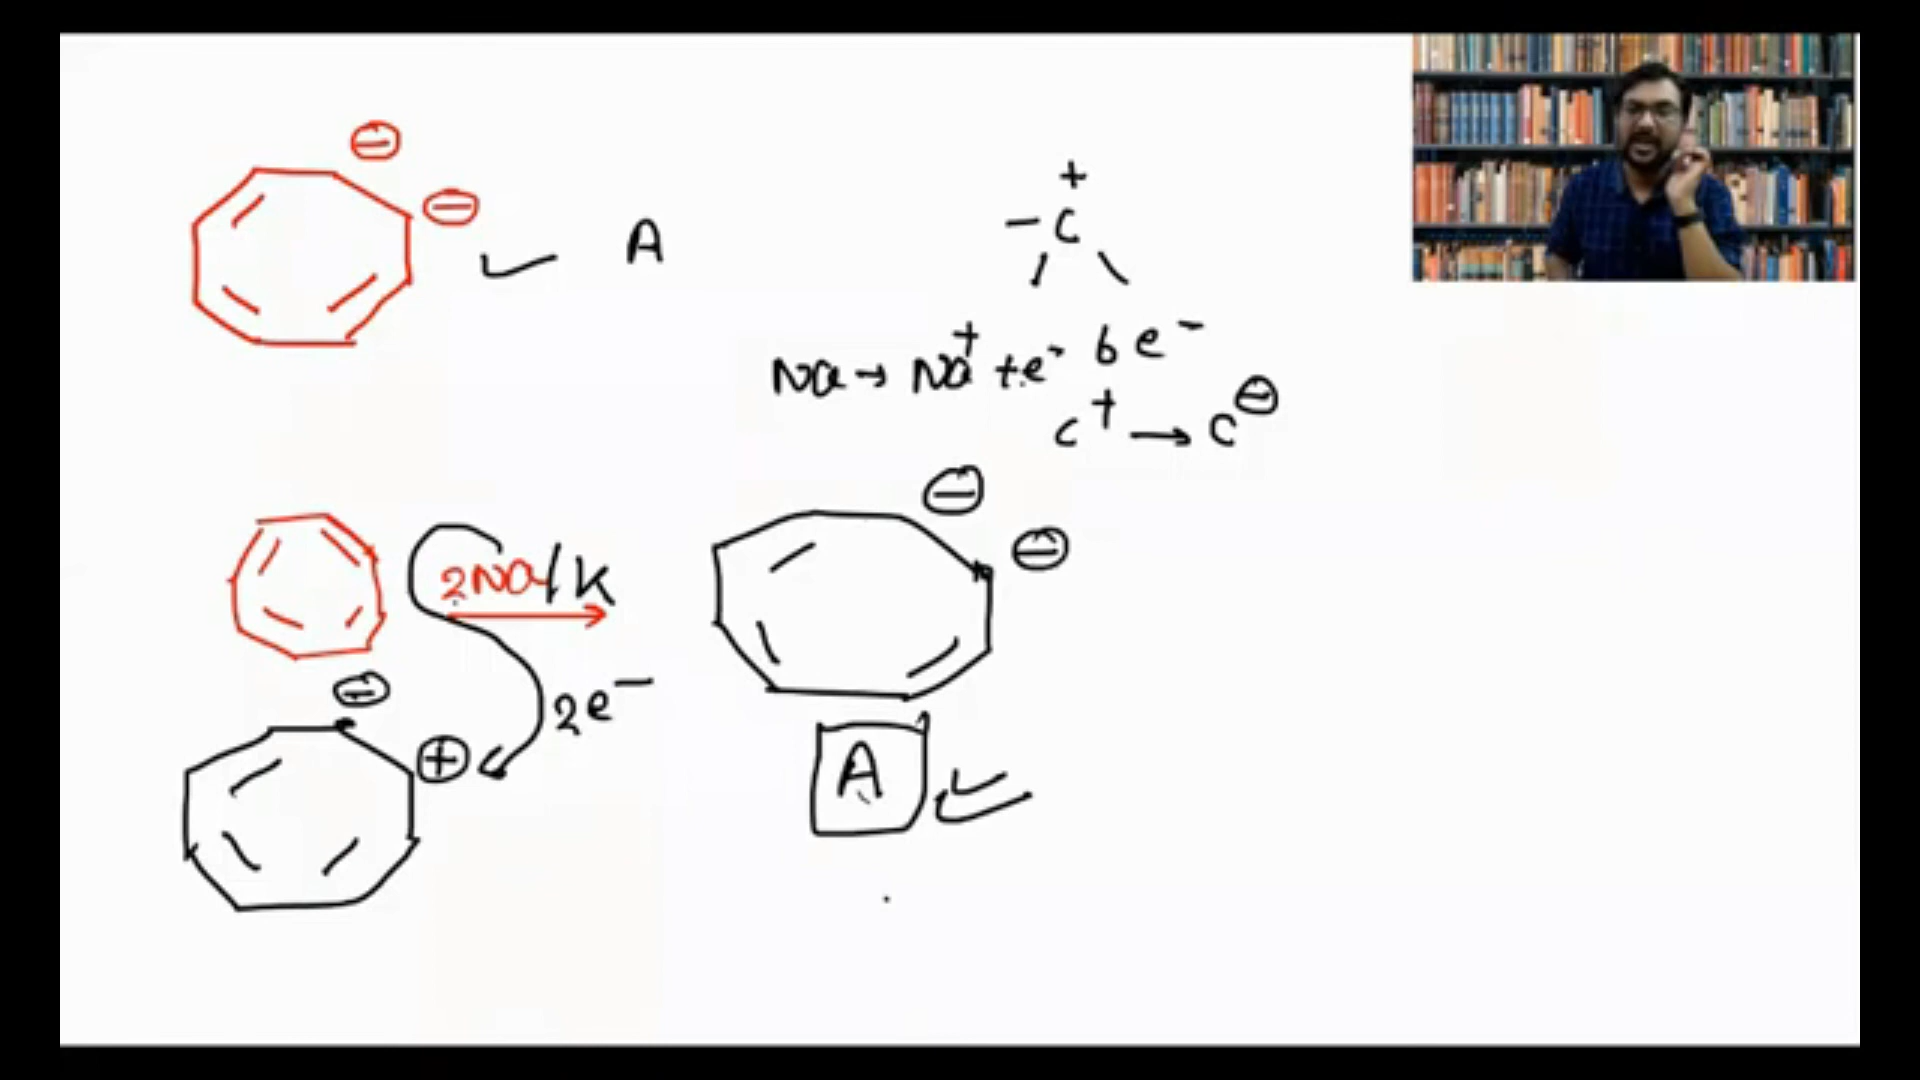 ⊖
⊖
A
+
– C
Na → Na⁺ + e⁻ 6e⁻
C⁺ → C⊖
⊖
⊖
2Na/K
⊖
⊕
2e⁻
A